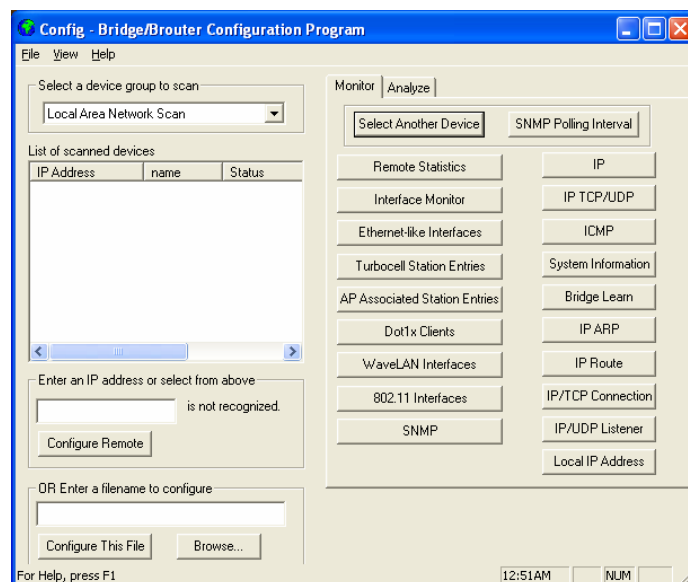 Config - Bridge/Brouter Configuration Program
File View Help
Select a device group to scan
Local Area Network Scan
List of scanned devices
IP Address name Status
Enter an IP address or select from above
is not recognized.
Configure Remote
OR Enter a filename to configure
Configure This File Browse...
Monitor Analyze
Select Another Device SNMP Polling Interval
Remote Statistics IP
Interface Monitor IP TCP/UDP
Ethernet-like Interfaces ICMP
Turbocell Station Entries System Information
AP Associated Station Entries Bridge Learn
Dot1x Clients IP ARP
WaveLAN Interfaces IP Route
802.11 Interfaces IP/TCP Connection
SNMP IP/UDP Listener
Local IP Address
For Help, press F1 12:51AM NUM